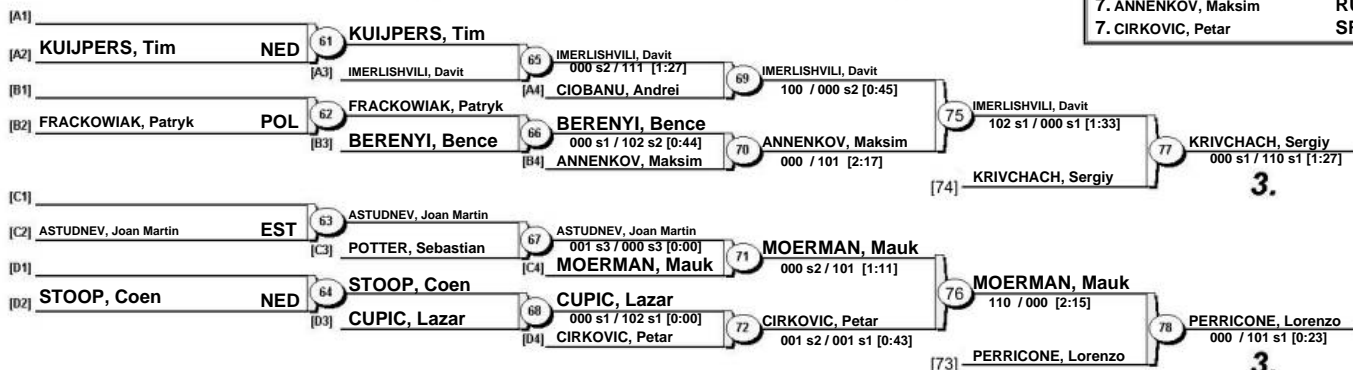 7. ANNENKOV, Maksim RU
7. CIRKOVIC, Petar
[A1]
[A2] KUIJPERS, Tim NED
61
KUIJPERS, Tim
[A3] IMERLISHVILI, Davit
65
IMERLISHVILI, Davit
000 s2 / 111 [1:27]
[A4] CIOBANU, Andrei
69
IMERLISHVILI, Davit
100 / 000 s2 [0:45]
[B1]
[B2] FRACKOWIAK, Patryk POL
62
FRACKOWIAK, Patryk
[B3] BERENYI, Bence
66
BERENYI, Bence
000 s1 / 102 s2 [0:44]
[B4] ANNENKOV, Maksim
70
ANNENKOV, Maksim
000 / 101 [2:17]
75
IMERLISHVILI, Davit
102 s1 / 000 s1 [1:33]
[74] KRIVCHACH, Sergiy
77
KRIVCHACH, Sergiy
000 s1 / 110 s1 [1:27]
3.
[C1]
[C2] ASTUDNEV, Joan Martin EST
63
ASTUDNEV, Joan Martin
[C3] POTTER, Sebastian
67
ASTUDNEV, Joan Martin
001 s3 / 000 s3 [0:00]
[C4] MOERMAN, Mauk
71
MOERMAN, Mauk
000 s2 / 101 [1:11]
[D1]
[D2] STOOP, Coen NED
64
STOOP, Coen
[D3] CUPIC, Lazar
68
CUPIC, Lazar
000 s1 / 102 s1 [0:00]
[D4] CIRKOVIC, Petar
72
CIRKOVIC, Petar
001 s2 / 001 s1 [0:43]
76
MOERMAN, Mauk
110 / 000 [2:15]
[73] PERRICONE, Lorenzo
78
PERRICONE, Lorenzo
000 / 101 s1 [0:23]
3.